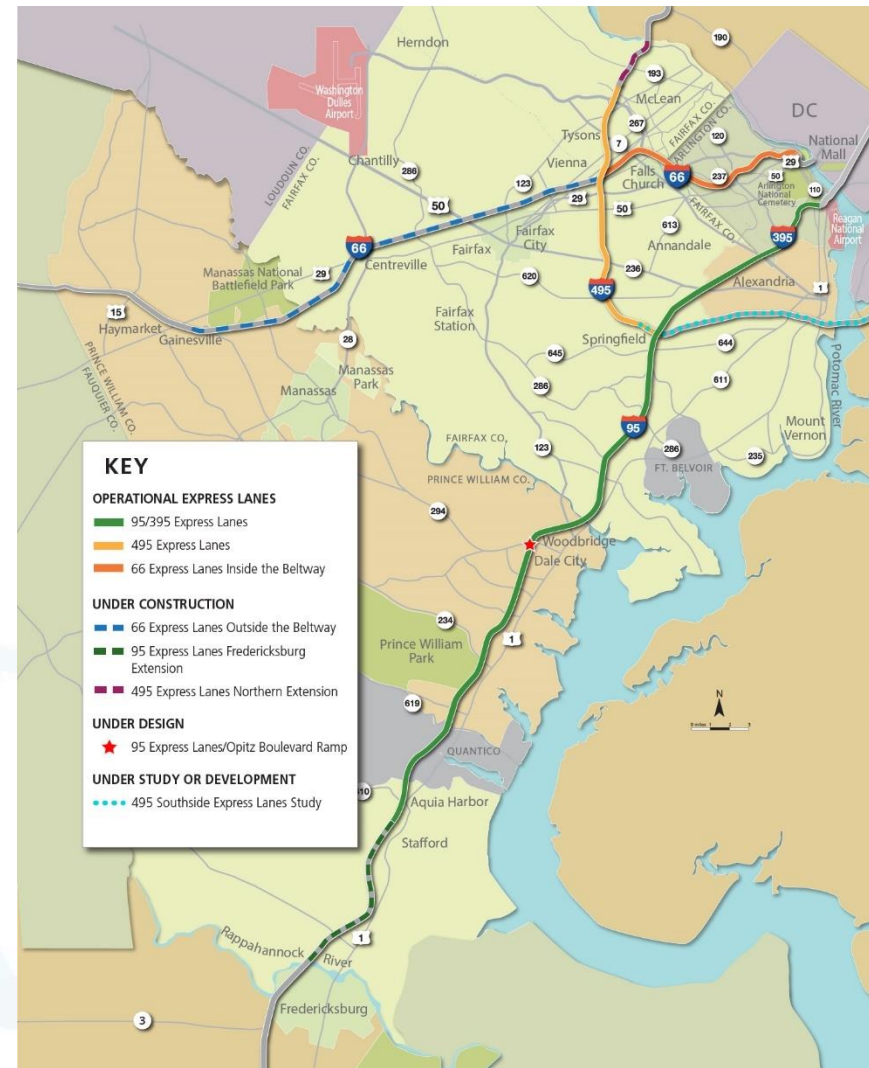 190
Herndon
193
Washington
Dulles
Airport
McLean
DC
267
Tysons
FAIRFAX CO.
ARLINGTON CO.
120
National
Mall
7
LOUDOUN CO.
FAIRFAX CO.
Chantilly
Vienna
29
286
123
66
Falls
Church
237
50
Arlington
National
Cemetery
110
50
29
50
FAIRFAX CO.
Reagan
National
Airport
66
Fairfax
Fairfax
City
613
Annandale
395
Manassas National
Battlefield Park
29
Centreville
620
236
495
Alexandria
1
15
Haymarket
Gainesville
Fairfax
Station
Springfield
28
645
644
PRINCE WILLIAM CO.
FAUQUIER CO.
Manassas
Park
286
611
Potomac River
Manassas
95
Mount
Vernon
FAIRFAX CO.
123
286
235
PRINCE WILLIAM CO.
FT. BELVOIR
KEY
OPERATIONAL EXPRESS LANES
95/395 Express Lanes
495 Express Lanes
66 Express Lanes Inside the Beltway
UNDER CONSTRUCTION
66 Express Lanes Outside the Beltway
95 Express Lanes Fredericksburg
Extension
495 Express Lanes Northern Extension
UNDER DESIGN
95 Express Lanes/Opitz Boulevard Ramp
UNDER STUDY OR DEVELOPMENT
495 Southside Express Lanes Study
294
Woodbridge
Dale City
234
1
Prince William
Park
619
N
QUANTICO
Aquia Harbor
Stafford
1
Rappahannock
River
Fredericksburg
3